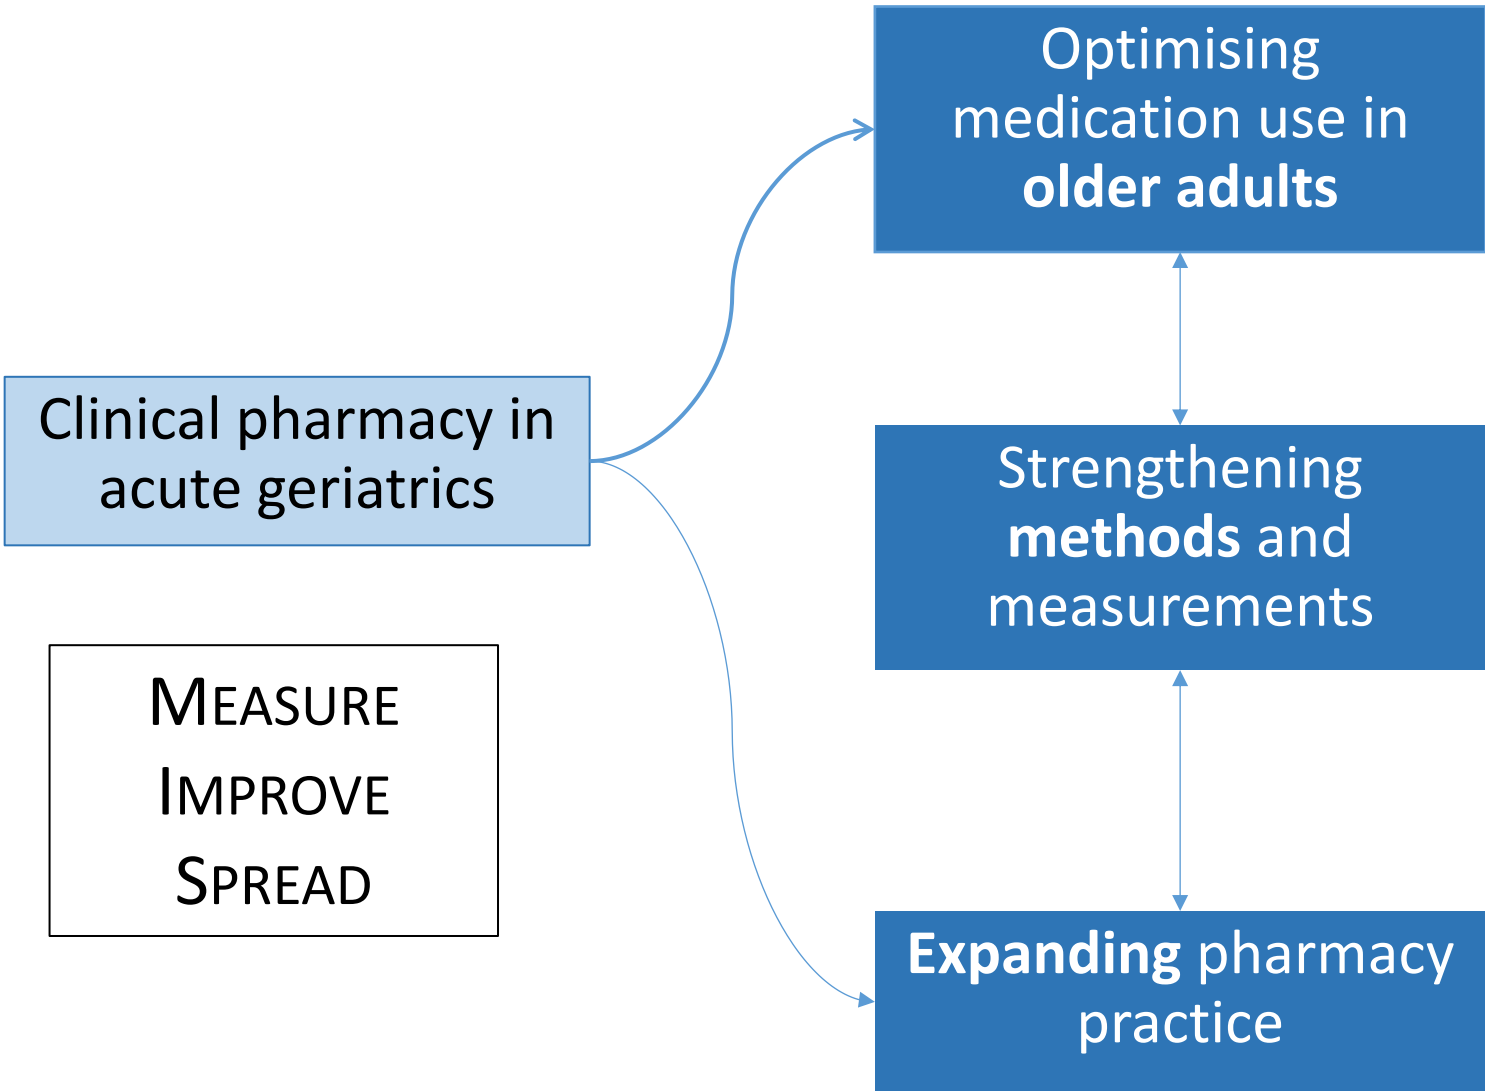 Optimising
medication use in
older adults
Clinical pharmacy in
acute geriatrics
Strengthening
methods and
measurements
MEASURE
IMPROVE
SPREAD
Expanding pharmacy
practice